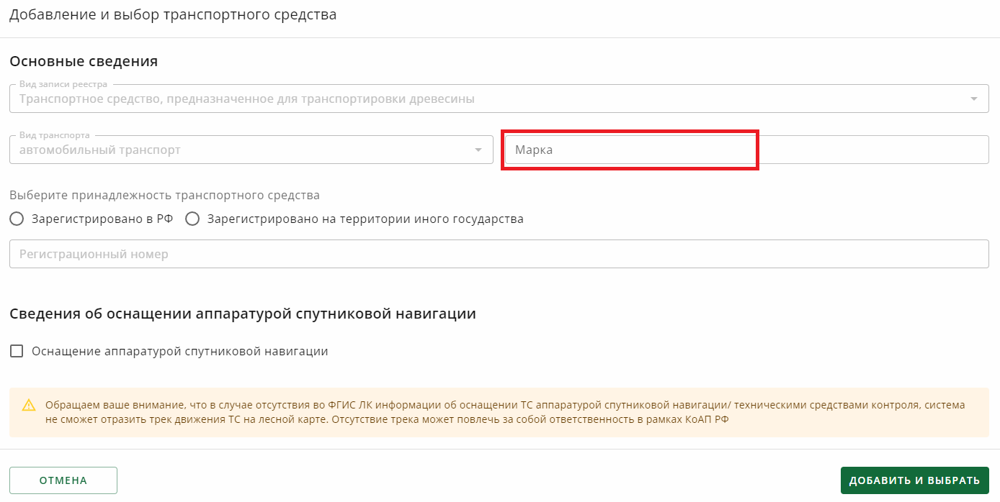 Добавление и выбор транспортного средства
Основные сведения
Вид записи реестра
Транспортное средство, предназначенное для транспортировки древесины
Вид транспорта
автомобильный транспорт
Марка
Выберите принадлежность транспортного средства
Зарегистрировано в РФ Зарегистрировано на территории иного государства
Регистрационный номер
Сведения об оснащении аппаратурой спутниковой навигации
Оснащение аппаратурой спутниковой навигации
Обращаем ваше внимание, что в случае отсутствия во ФГИС ЛК информации об оснащении ТС аппаратурой спутниковой навигации/ техническими средствами контроля, система
не сможет отразить трек движения ТС на лесной карте. Отсутствие трека может повлечь за собой ответственность в рамках КоАП РФ
ОТМЕНА ДОБАВИТЬ И ВЫБРАТЬ